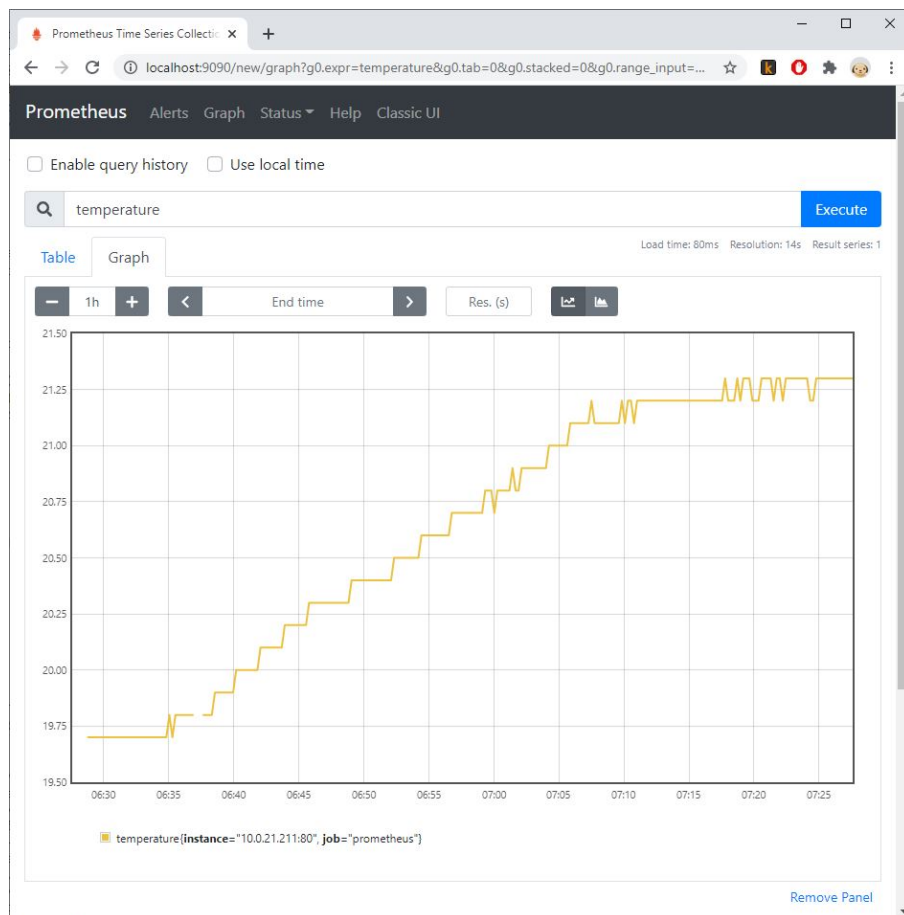 Prometheus Time Series Collectic
localhost:9090/new/graph?g0.expr=temperature&g0.tab=0&g0.stacked=0&g0.range_input=...
Prometheus Alerts Graph Status Help Classic UI
Enable query history Use local time
temperature Execute
Load time: 80ms Resolution: 14s Result series: 1
Table Graph
1h End time Res. (s)
21.50
21.25
21.00
20.75
20.50
20.25
20.00
19.75
19.50
06:30 06:35 06:40 06:45 06:50 06:55 07:00 07:05 07:10 07:15 07:20 07:25
temperature{instance="10.0.21.211:80", job="prometheus"}
Remove Panel